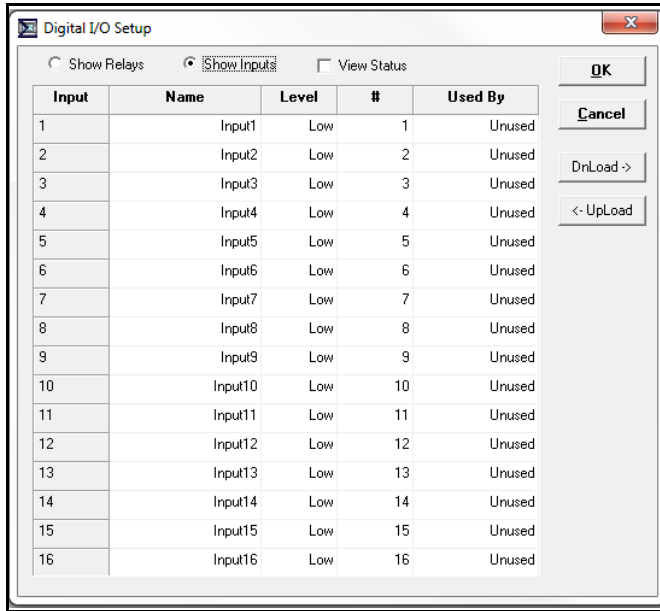 Digital I/O Setup
Show Relays Show Inputs View Status
OK
Input Name Level # Used By
Cancel
1 Input1 Low 1 Unused
2 Input2 Low 2 Unused
DnLoad ->
3 Input3 Low 3 Unused
4 Input4 Low 4 Unused
<- UpLoad
5 Input5 Low 5 Unused
6 Input6 Low 6 Unused
7 Input7 Low 7 Unused
8 Input8 Low 8 Unused
9 Input9 Low 9 Unused
10 Input10 Low 10 Unused
11 Input11 Low 11 Unused
12 Input12 Low 12 Unused
13 Input13 Low 13 Unused
14 Input14 Low 14 Unused
15 Input15 Low 15 Unused
16 Input16 Low 16 Unused